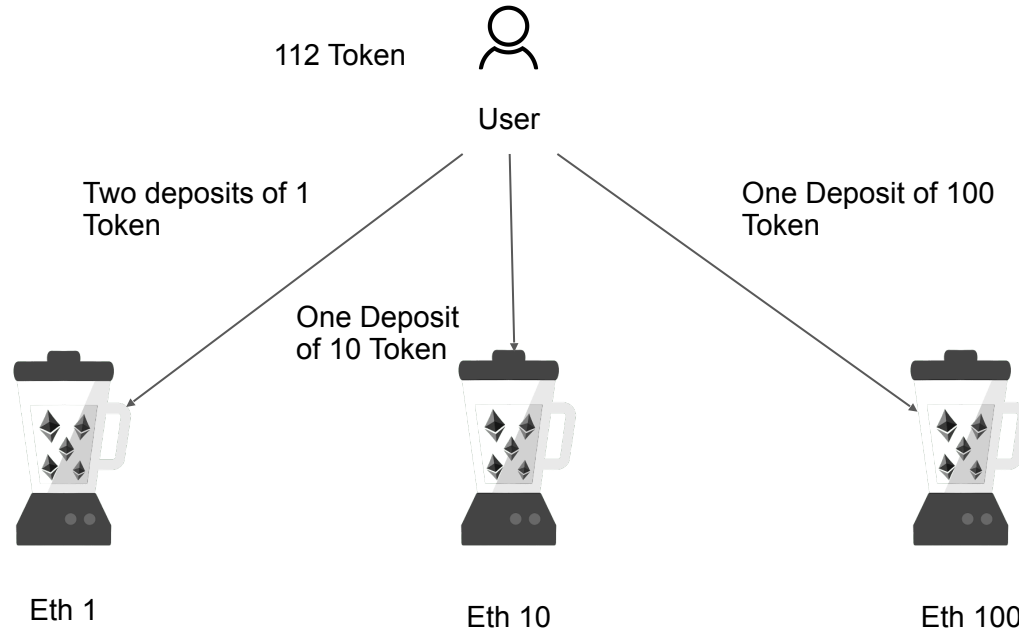 112 Token
User
Two deposits of 1
Token
One Deposit of 100
Token
One Deposit
of 10 Token
Eth 1
Eth 10
Eth 100